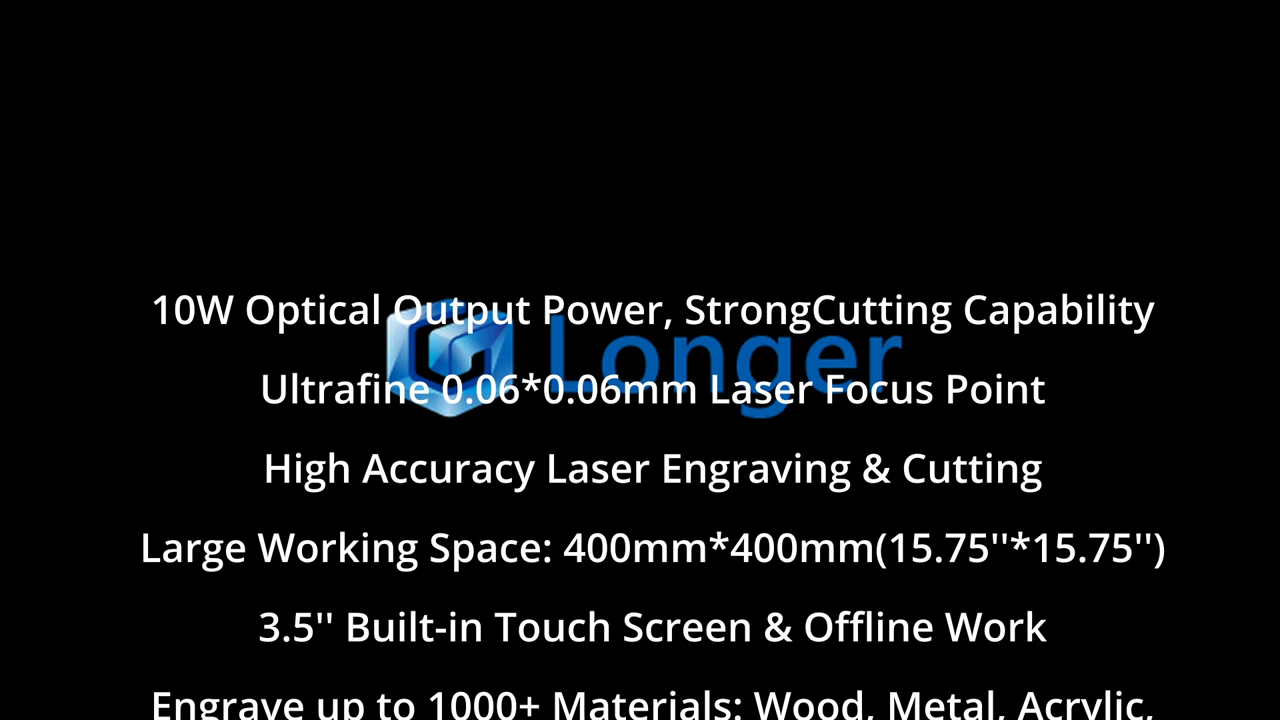 10W Optical Output Power, StrongCutting Capability
Longer
Ultrafine 0.06*0.06mm Laser Focus Point
High Accuracy Laser Engraving & Cutting
Large Working Space: 400mm*400mm(15.75''*15.75'')
3.5'' Built-in Touch Screen & Offline Work
Engrave up to 1000+ Materials: Wood, Metal, Acrylic,